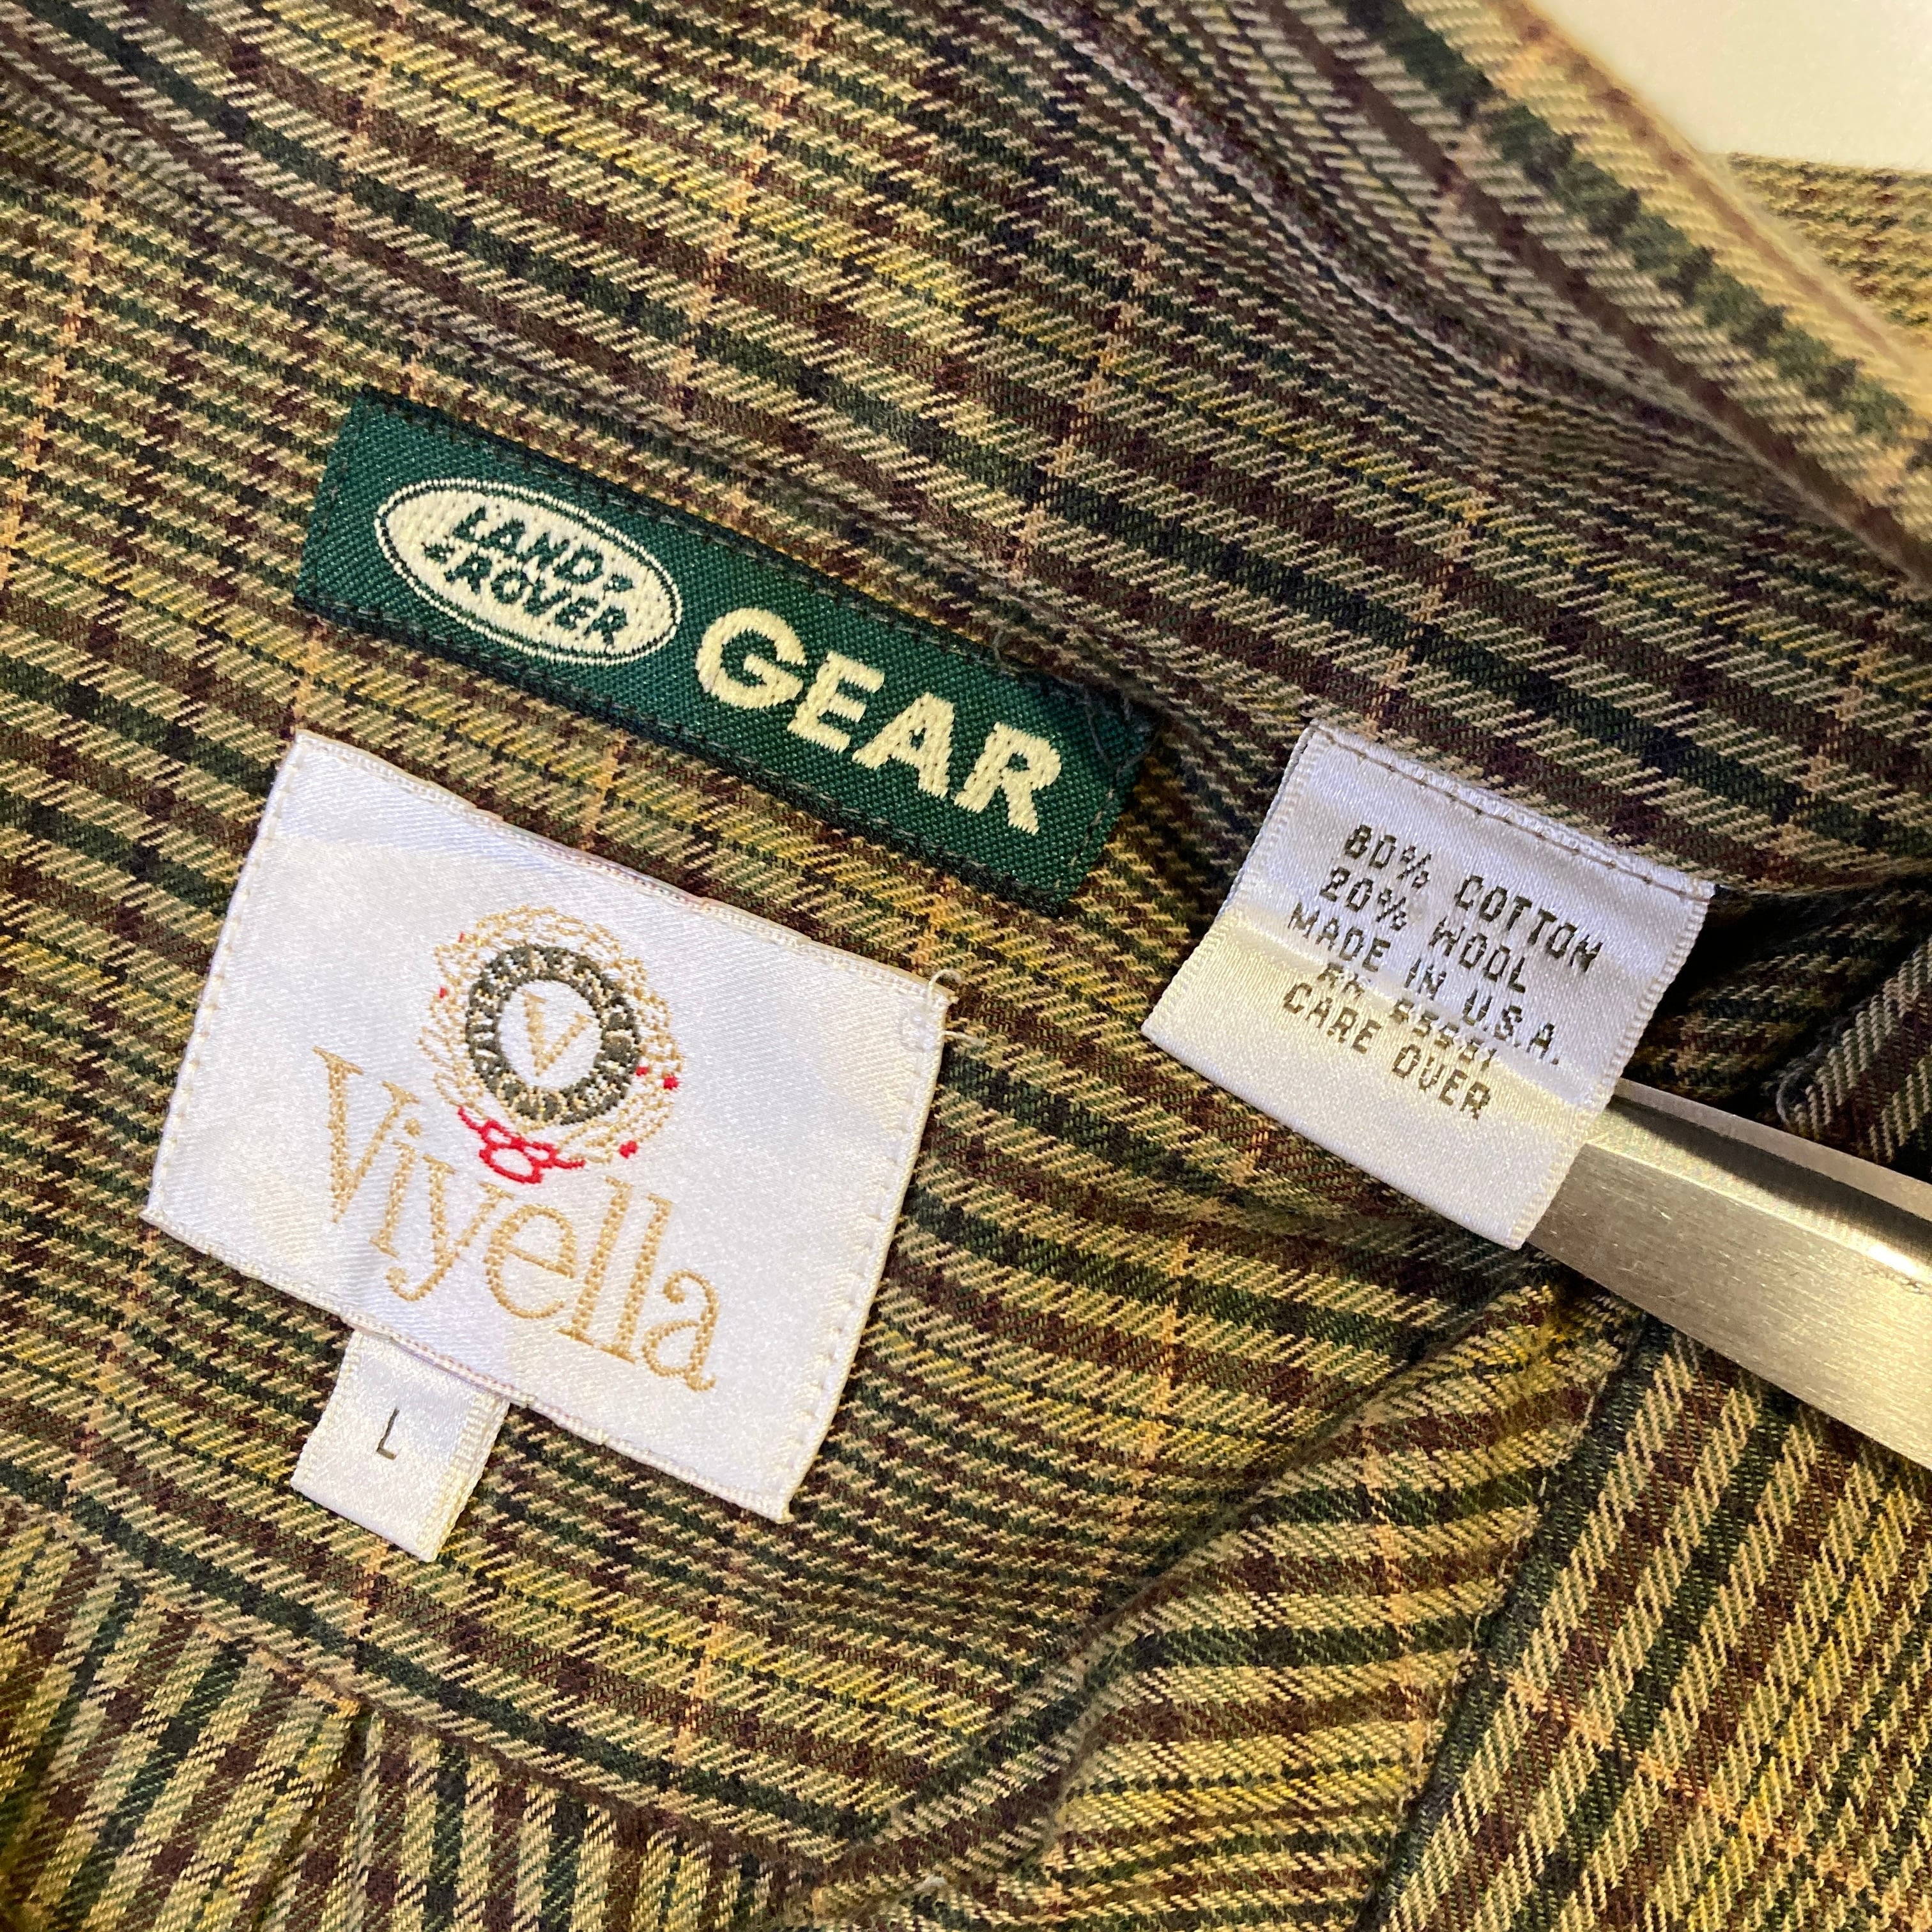 LAND
ROVER
GEAR
V
Viyella
L
80% COTTON
20% WOOL
MADE IN U.S.A.
CARE OVER